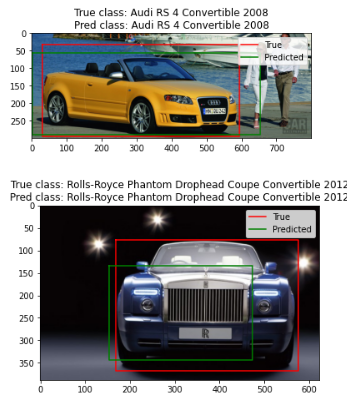 True class: Audi RS 4 Convertible 2008
Pred class: Audi RS 4 Convertible 2008
True
Predicted
0
50
100
150
200
250
0 100 200 300 400 500 600 700
True class: Rolls-Royce Phantom Drophead Coupe Convertible 2012
Pred class: Rolls-Royce Phantom Drophead Coupe Convertible 2012
True
Predicted
0
50
100
150
200
250
300
350
R
0 100 200 300 400 500 600